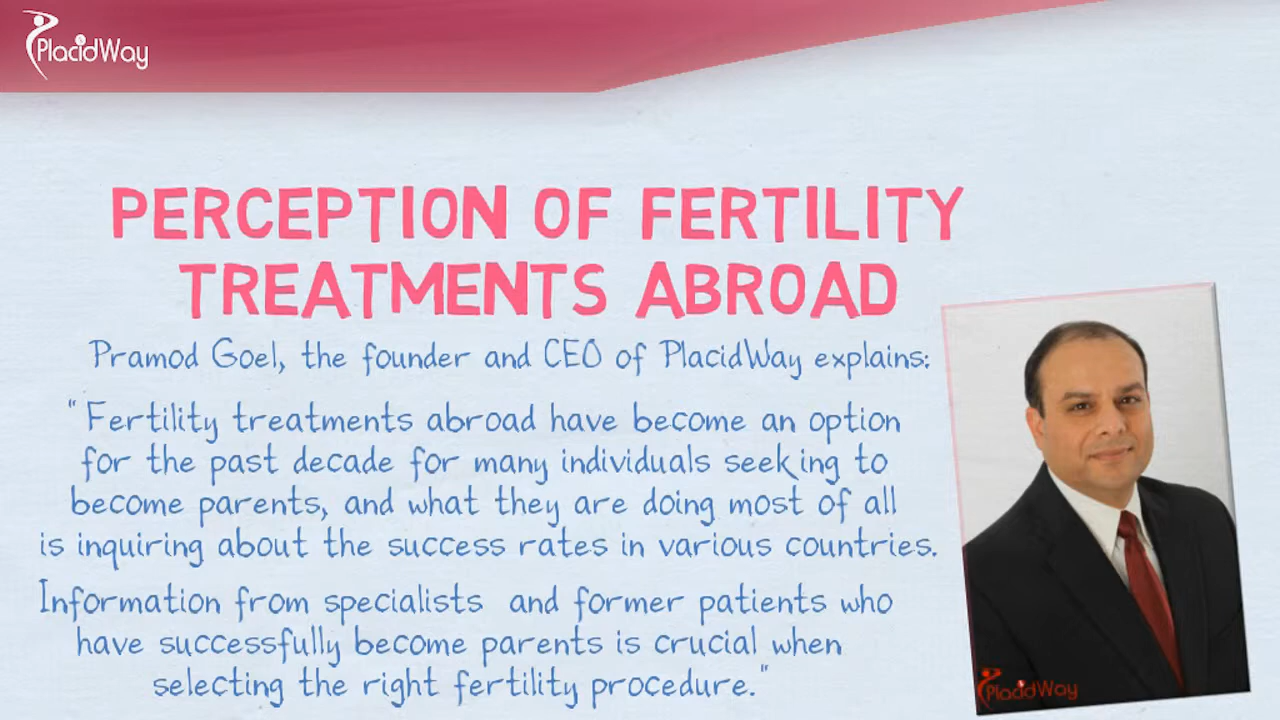 PlacidWay
PERCEPTION OF FERTILITY
TREATMENTS ABROAD
Pramod Goel, the founder and CEO of PlacidWay explains:
"Fertility treatments abroad have become an option
for the past decade for many individuals seeking to
become parents, and what they are doing most of all
is inquiring about the success rates in various countries.
Information from specialists and former patients who
have successfully become parents is crucial when
selecting the right fertility procedure."
PlacidWay